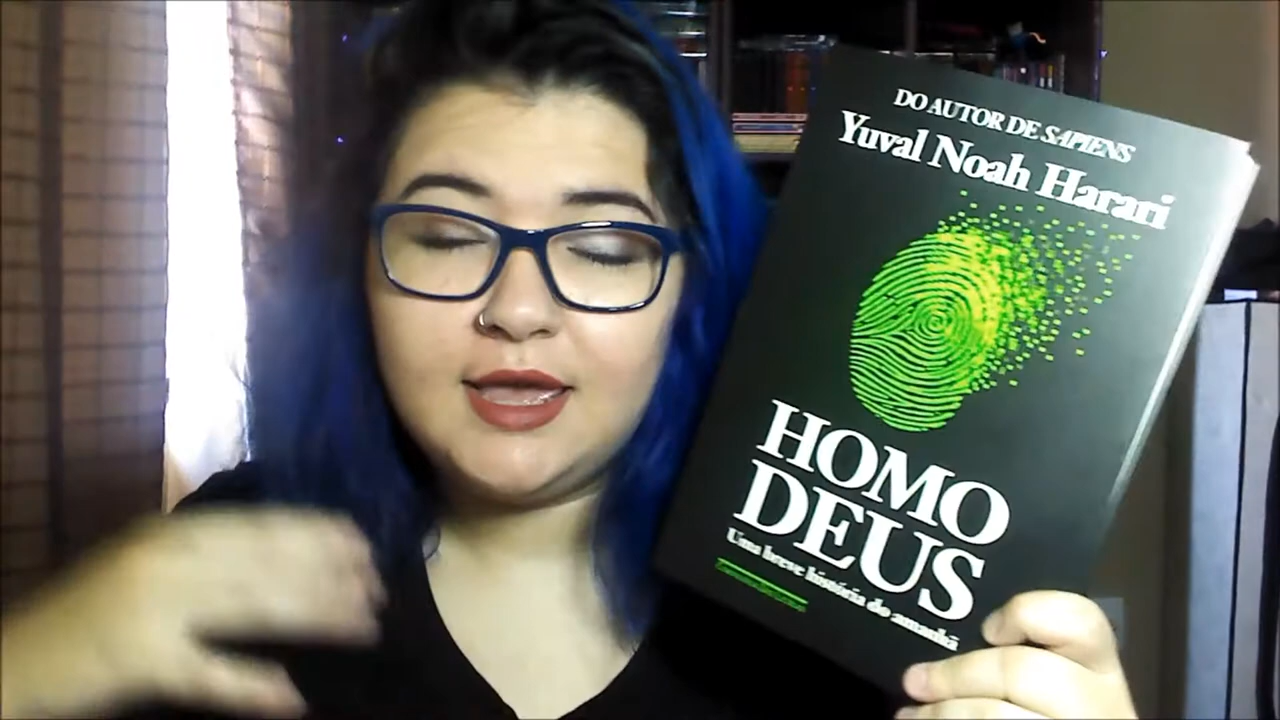 DO AUTOR DE SAPIENS
Yuval Noah Harari
HOMO
DEUS
Uma breve história do amanhã